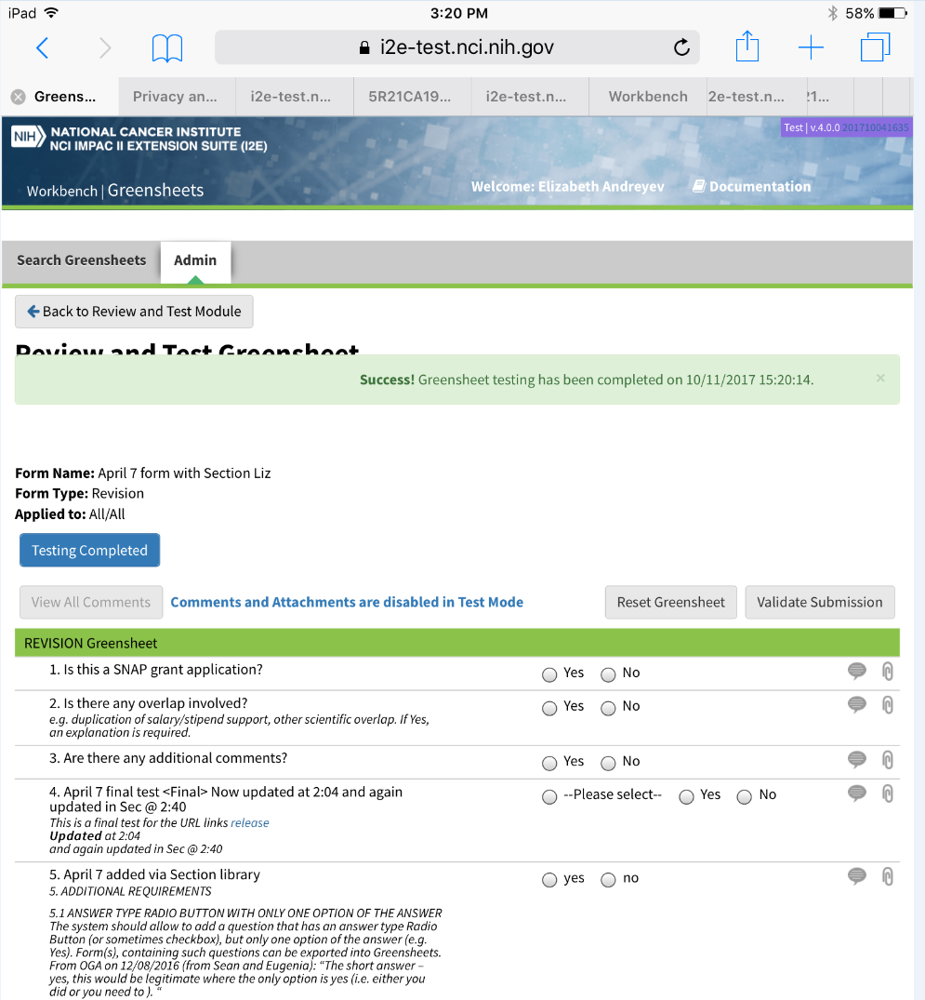 iPad
3:20 PM
58%
i2e-test.nci.nih.gov
Greens...
Privacy an...
i2e-test.n...
5R21CA19...
i2e-test.n...
Workbench
2e-test.n...
21...
NIH
NATIONAL CANCER INSTITUTE
NCI IMPAC II EXTENSION SUITE (I2E)
Test | v.4.0.0 201710041635
Workbench | Greensheets
Welcome: Elizabeth Andreyev
Documentation
Search Greensheets
Admin
Back to Review and Test Module
Review and Test Greensheet
Success! Greensheet testing has been completed on 10/11/2017 15:20:14.
×
Form Name: April 7 form with Section Liz
Form Type: Revision
Applied to: All/All
Testing Completed
View All Comments
Comments and Attachments are disabled in Test Mode
Reset Greensheet
Validate Submission
REVISION Greensheet
1. Is this a SNAP grant application?
Yes
No
2. Is there any overlap involved?
Yes
No
e.g. duplication of salary/stipend support, other scientific overlap. If Yes,
an explanation is required.
3. Are there any additional comments?
Yes
No
4. April 7 final test <Final> Now updated at 2:04 and again
updated in Sec @ 2:40
--Please select--
Yes
No
This is a final test for the URL links release
Updated at 2:04
and again updated in Sec @ 2:40
5. April 7 added via Section library
yes
no
5. ADDITIONAL REQUIREMENTS
5.1 ANSWER TYPE RADIO BUTTON WITH ONLY ONE OPTION OF THE ANSWER
The system should allow to add a question that has an answer type Radio
Button (or sometimes checkbox), but only one option of the answer (e.g.
Yes). Form(s), containing such questions can be exported into Greensheets.
From OGA on 12/08/2016 (from Sean and Eugenia): "The short answer –
yes, this would be legitimate where the only option is yes (i.e. either you
did or you need to ). "